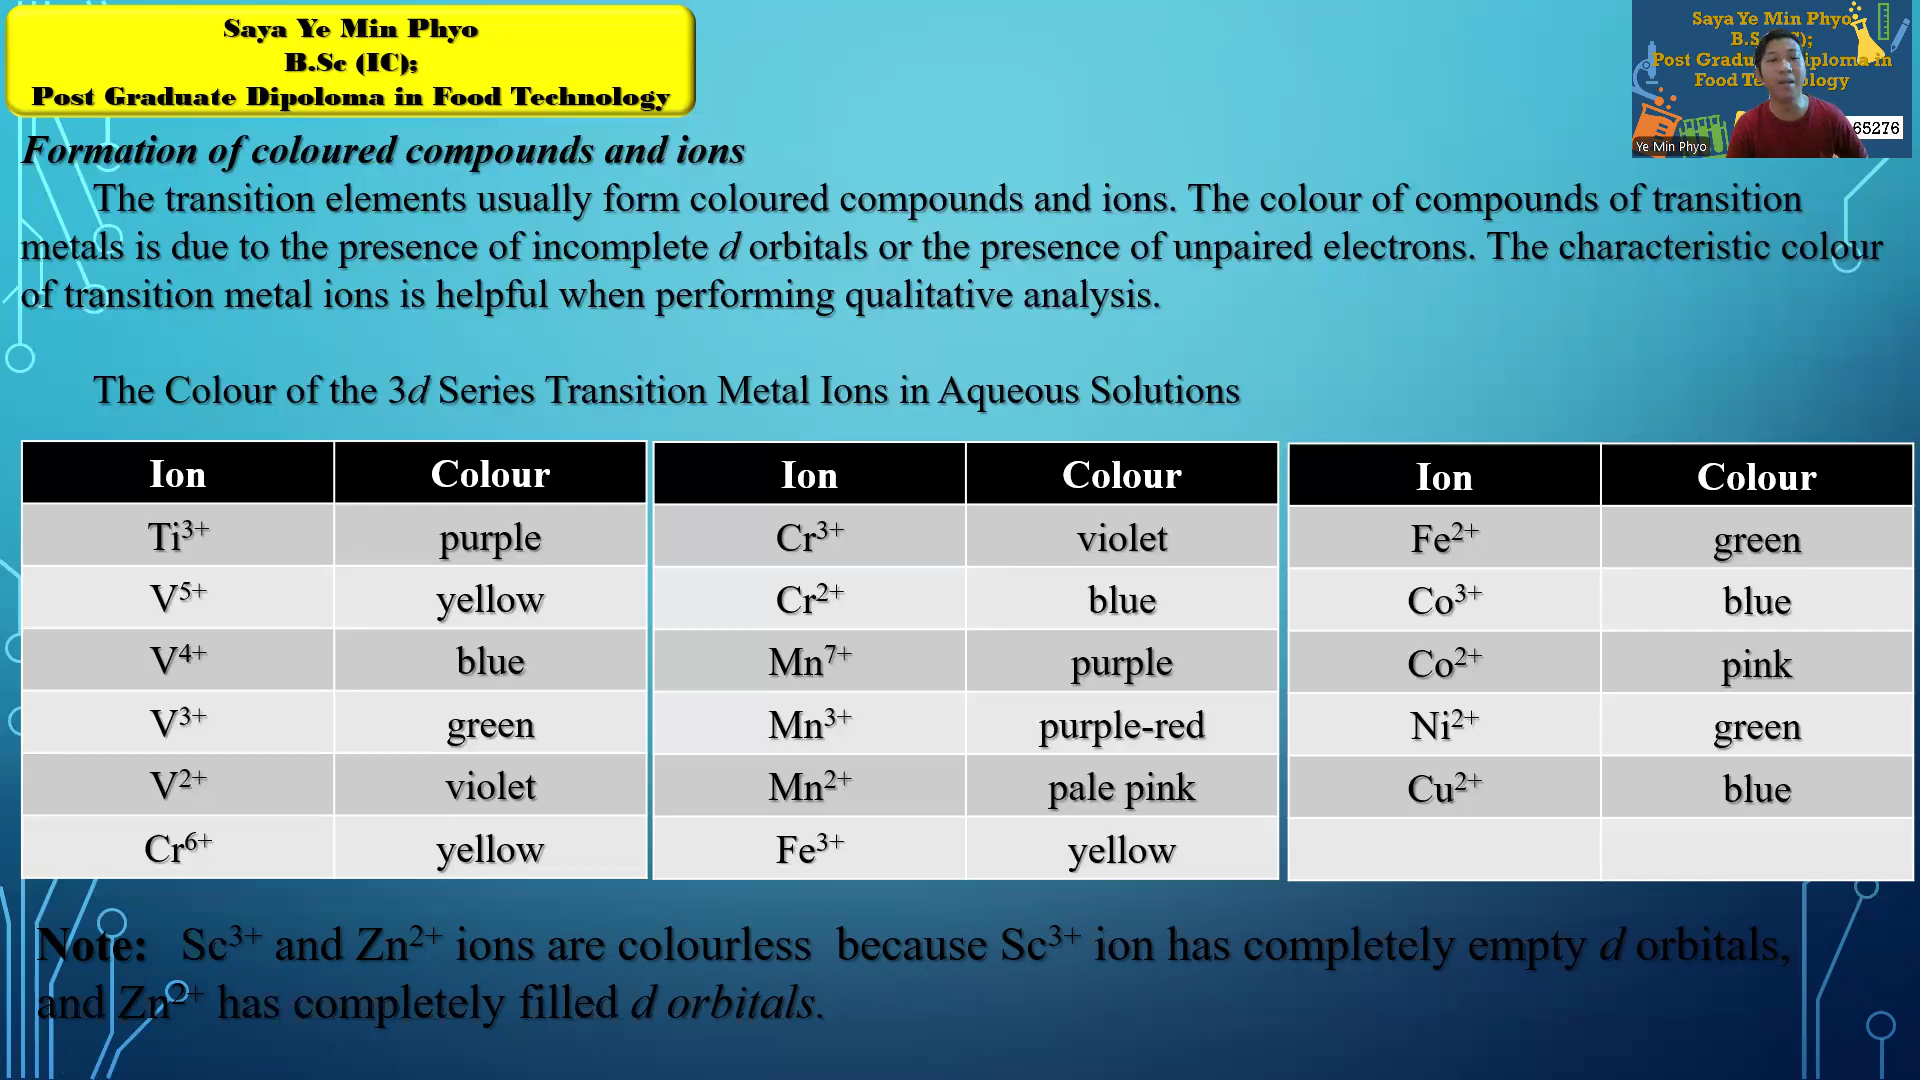 Saya Ye Min Phyo
B.Sc (IC);
Post Graduate Dipoloma in Food Technology
Saya Ye Min Phyo
B.S
Post Gradu iploma in
Food Te ology
65276
Ye Min Phyo
Formation of coloured compounds and ions
The transition elements usually form coloured compounds and ions. The colour of compounds of transition
metals is due to the presence of incomplete d orbitals or the presence of unpaired electrons. The characteristic colour
of transition metal ions is helpful when performing qualitative analysis.
The Colour of the 3d Series Transition Metal Ions in Aqueous Solutions
Ion Colour
Ti³⁺ purple
V⁵⁺ yellow
V⁴⁺ blue
V³⁺ green
V²⁺ violet
Cr⁶⁺ yellow
Ion Colour
Cr³⁺ violet
Cr²⁺ blue
Mn⁷⁺ purple
Mn³⁺ purple-red
Mn²⁺ pale pink
Fe³⁺ yellow
Ion Colour
Fe²⁺ green
Co³⁺ blue
Co²⁺ pink
Ni²⁺ green
Cu²⁺ blue
Note: Sc³⁺ and Zn²⁺ ions are colourless because Sc³⁺ ion has completely empty d orbitals,
and Zn²⁺ has completely filled d orbitals.